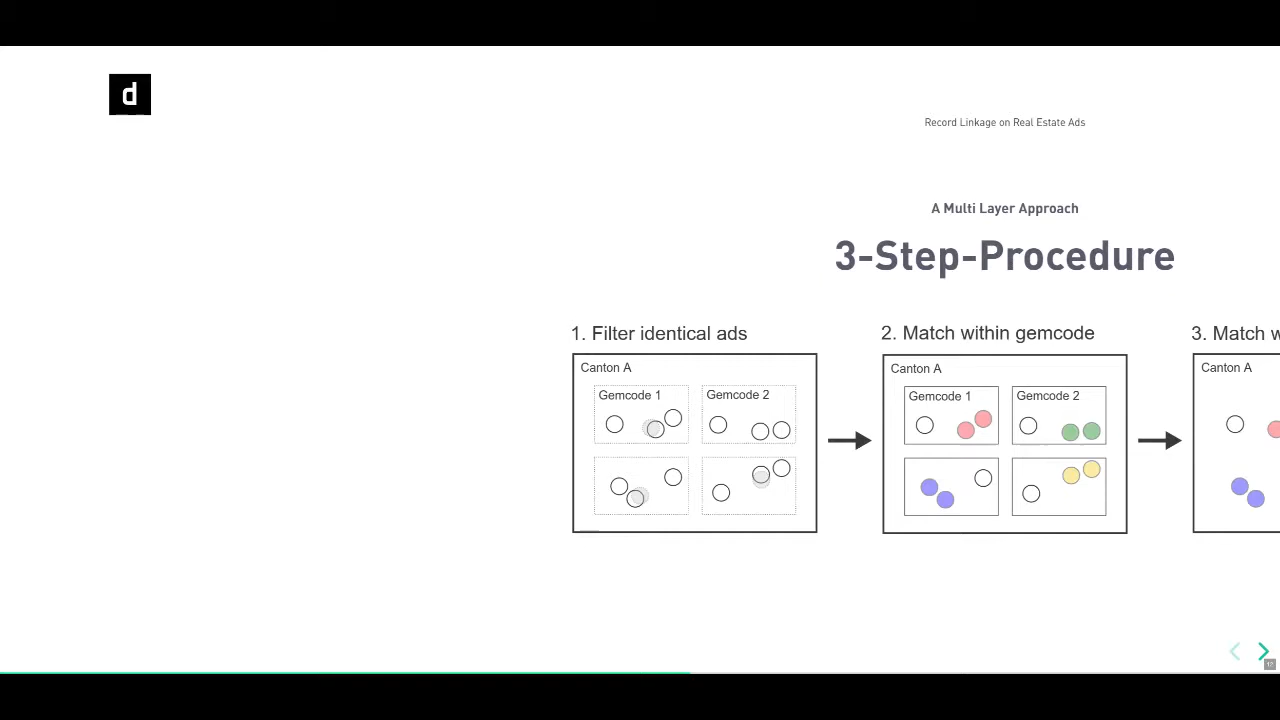 d
Record Linkage on Real Estate Ads
A Multi Layer Approach
3-Step-Procedure
1. Filter identical ads
Canton A
Gemcode 1
Gemcode 2
2. Match within gemcode
Canton A
Gemcode 1
Gemcode 2
3. Match w
Canton A